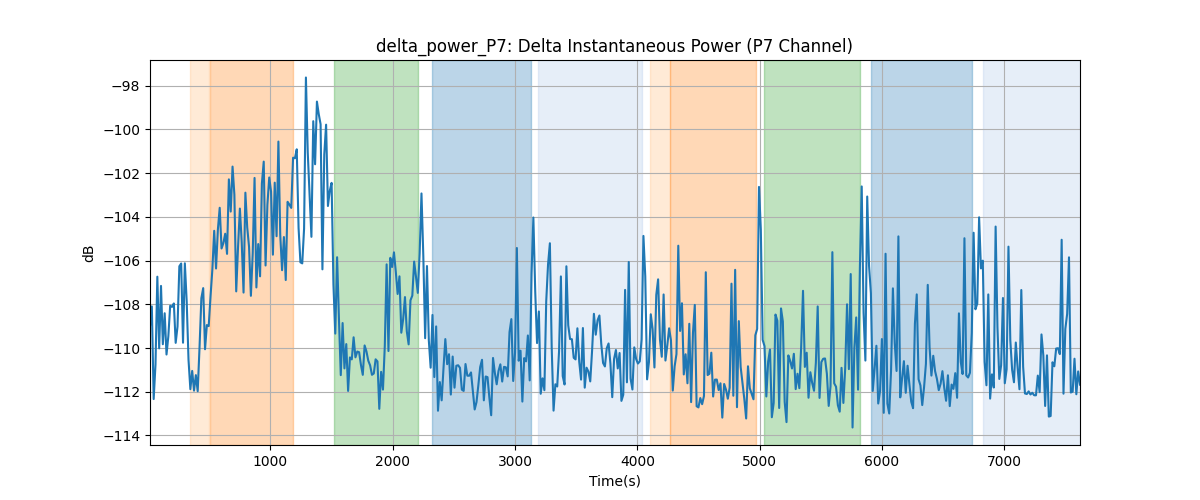 delta_power_P7: Delta Instantaneous Power (P7 Channel)
−98
−100
−102
−104
−106
−108
−110
−112
−114
dB
1000 2000 3000 4000 5000 6000 7000
Time(s)